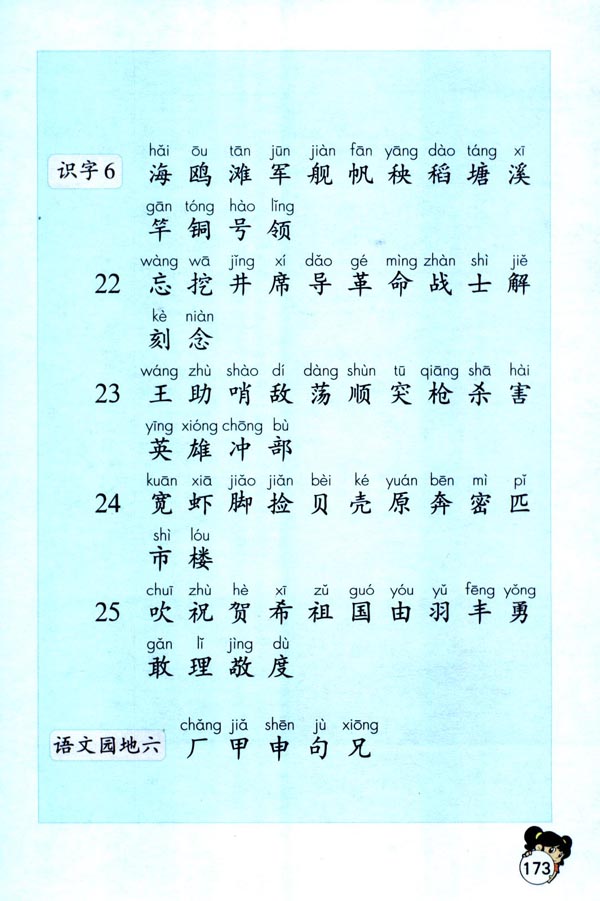 hǎi ōu tān jūn jiàn fān yāng dào táng xī
识字6 海 鸥 滩 军 舰 帆 秧 稻 塘 溪
gān tóng hào lǐng
竿 铜 号 领
wàng wā jǐng xí dǎo gé mìng zhàn shì jiě
22 忘 挖 井 席 导 革 命 战 士 解
kè niàn
刻 念
wáng zhù shào dí dàng shùn tū qiāng shā hài
23 王 助 哨 敌 荡 顺 突 枪 杀 害
yīng xióng chōng bù
英 雄 冲 部
kuān xiā jiǎo jiǎn bèi ké yuán bēn mì pǐ
24 宽 虾 脚 捡 贝 壳 原 奔 密 匹
shì lóu
市 楼
chuī zhù hè xī zǔ guó yóu yǔ fēng yǒng
25 吹 祝 贺 希 祖 国 由 羽 丰 勇
gǎn lǐ jìng dù
敢 理 敬 度
chǎng jiǎ shēn jù xiōng
语文园地六 厂 甲 申 句 兄
173